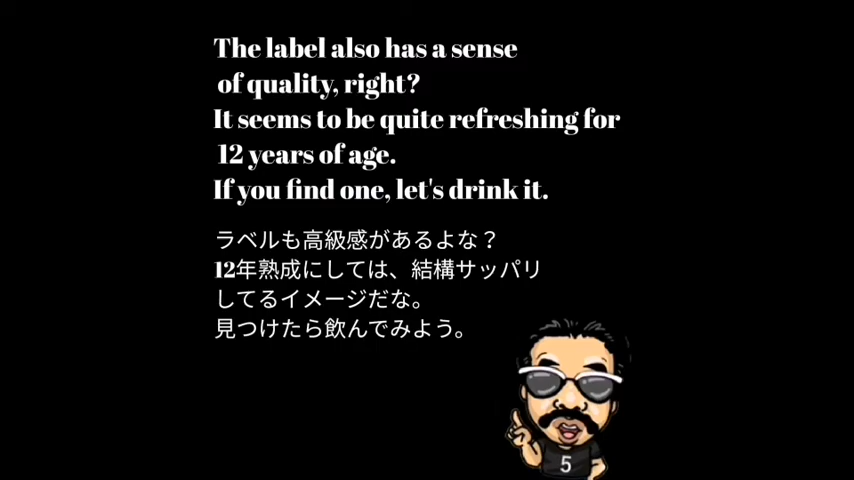 The label also has a sense
of quality, right?
It seems to be quite refreshing for
12 years of age.
If you find one, let's drink it.
ラベルも高級感があるよな？
12年熟成にしては、結構サッパリ
してるイメージだな。
見つけたら飲んでみよう。
5